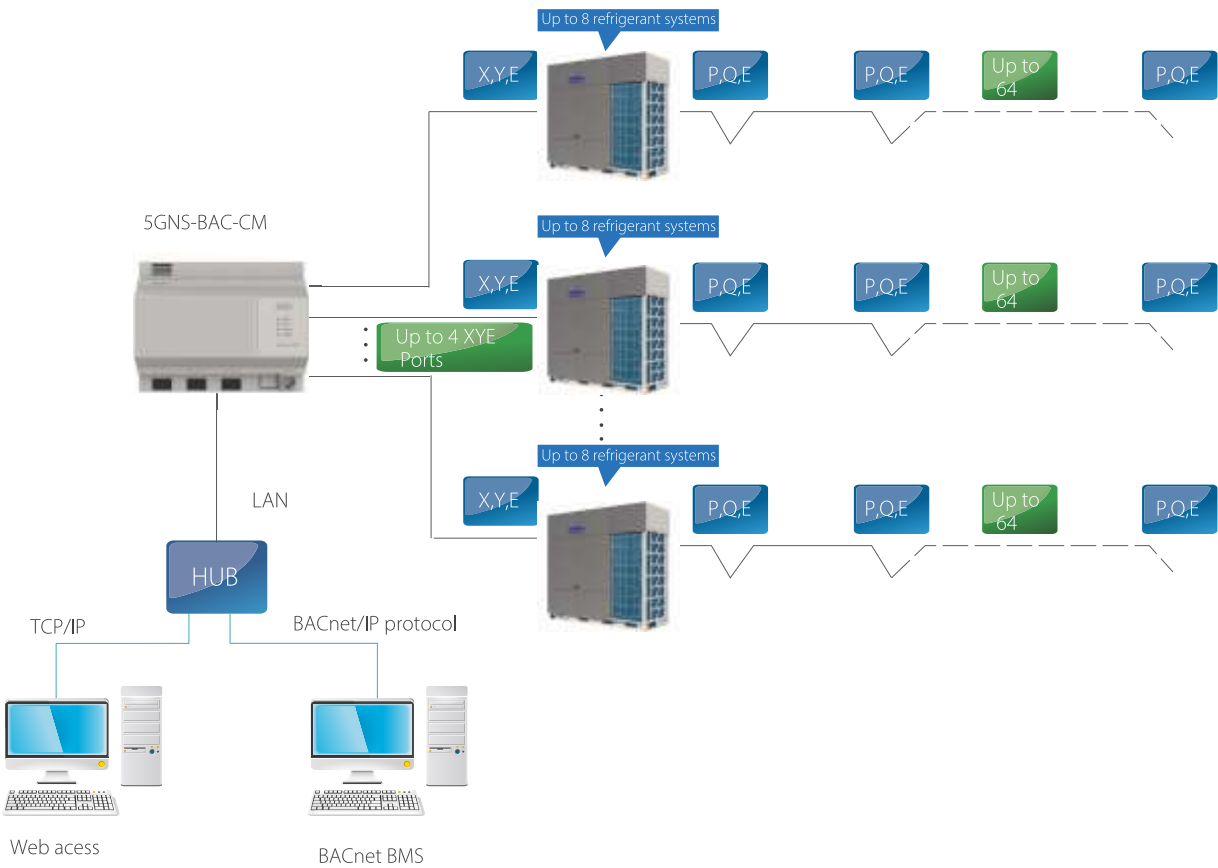 Up to 8 refrigerant systems
X,Y,E
P,Q,E
P,Q,E
Up to
64
P,Q,E
5GNS-BAC-CM
Up to 8 refrigerant systems
X,Y,E
P,Q,E
P,Q,E
Up to
64
P,Q,E
Up to 4 XYE
Ports
Up to 8 refrigerant systems
X,Y,E
P,Q,E
P,Q,E
Up to
64
P,Q,E
LAN
HUB
TCP/IP
BACnet/IP protocol
Web acess
BACnet BMS